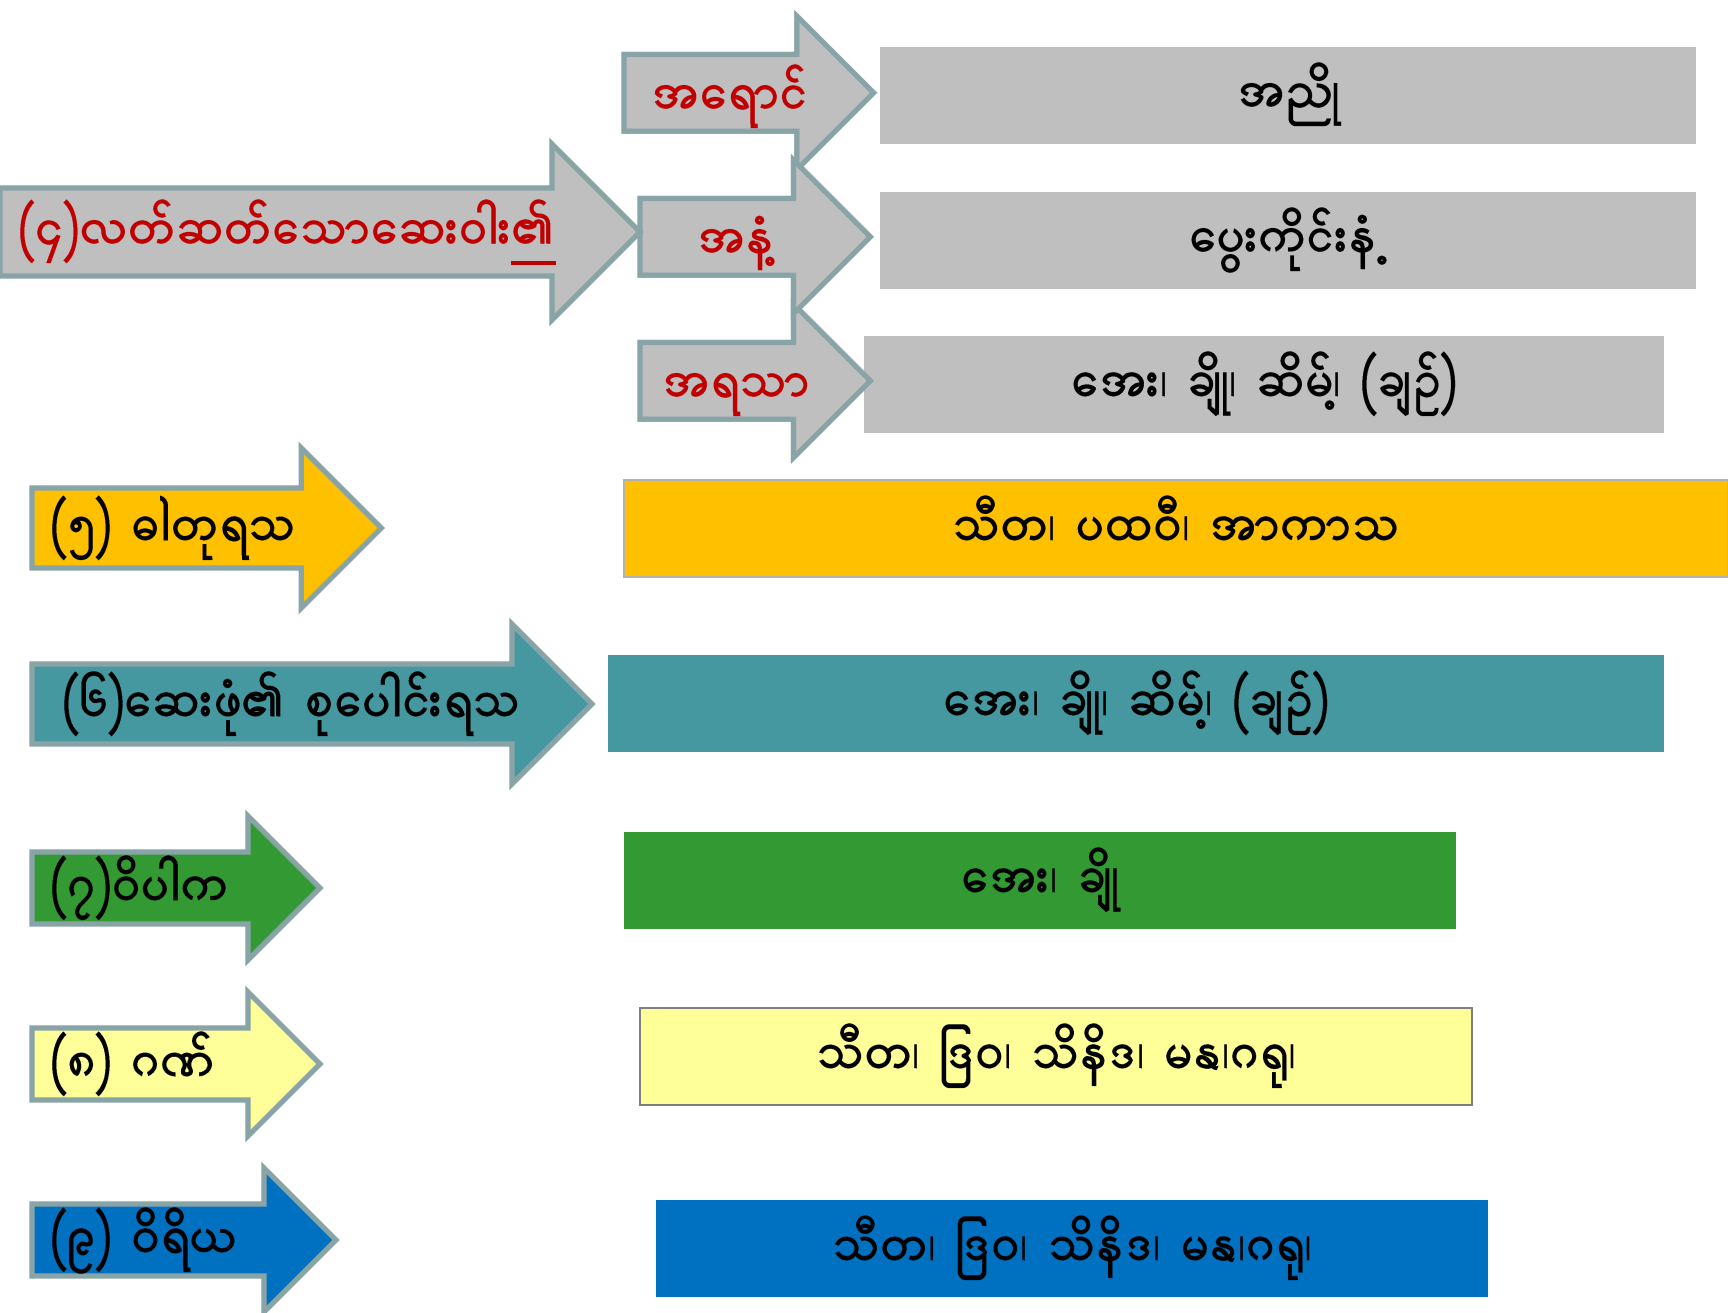 အရောင် အညို
(၄)လတ်ဆတ်သောဆေးဝါး၏ အနံ့ ပွေးကိုင်းနံ့
အရသာ အေး၊ ချို၊ ဆိမ့်၊ (ချဉ်)
(၅) ဓါတုရသ သီတ၊ ပထဝီ၊ အာကာသ
(၆)ဆေးဖုံ၏ စုပေါင်းရသ အေး၊ ချို၊ ဆိမ့်၊ (ချဉ်)
(၇)ဝိပါက အေး၊ ချို
(၈) ဂဏ် သီတ၊ ဒြဝ၊ သိနိဒ၊ မန္ဒ၊ဂရု၊
(၉) ဝိရိယ သီတ၊ ဒြဝ၊ သိနိဒ၊ မန္ဒ၊ဂရု၊